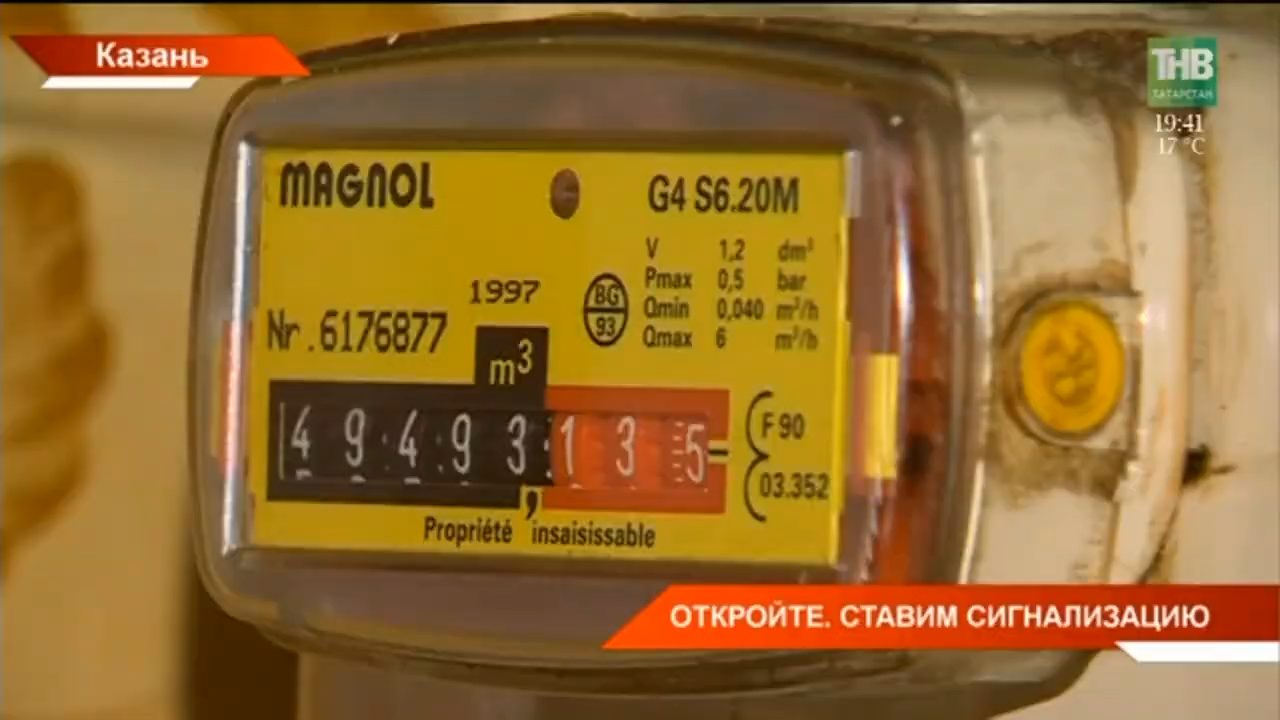 Казань
ТНВ
ТАТАРСТАН
19:41
17 °C
MAGNOL
G4 S6.20M
V 1,2 dm³
Pmax 0,5 bar
Qmin 0,040 m³/h
Qmax 6 m³/h
1997
BG
93
Nr.6176877
m³
4 9 4 9 3 1 3 5
F 90
03.352
,
Propriété insaisissable
ОТКРОЙТЕ. СТАВИМ СИГНАЛИЗАЦИЮ